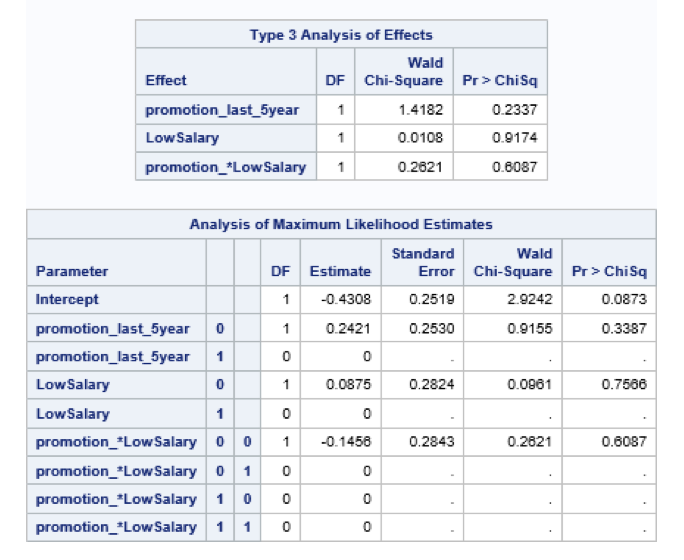 Type 3 Analysis of Effects
Effect DF Wald Chi-Square Pr > ChiSq
promotion_last_5year 1 1.4182 0.2337
LowSalary 1 0.0108 0.9174
promotion_*LowSalary 1 0.2621 0.6087
Analysis of Maximum Likelihood Estimates
Parameter DF Estimate Standard Error Wald Chi-Square Pr > ChiSq
Intercept 1 -0.4308 0.2519 2.9242 0.0873
promotion_last_5year 0 1 0.2421 0.2530 0.9155 0.3387
promotion_last_5year 1 0 0 . . .
LowSalary 0 1 0.0875 0.2824 0.0961 0.7566
LowSalary 1 0 0 . . .
promotion_*LowSalary 0 0 1 -0.1456 0.2843 0.2621 0.6087
promotion_*LowSalary 0 1 0 0 . . .
promotion_*LowSalary 1 0 0 0 . . .
promotion_*LowSalary 1 1 0 0 . . .